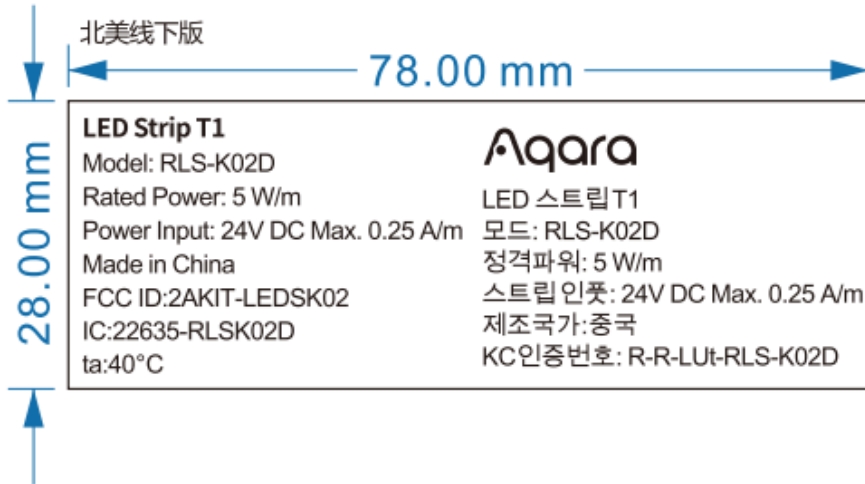 北美线下版
78.00 mm
28.00 mm
LED Strip T1
Model: RLS-K02D
Rated Power: 5 W/m
Power Input: 24V DC Max. 0.25 A/m
Made in China
FCC ID:2AKIT-LEDSK02
IC:22635-RLSK02D
ta:40°C
Aqara
LED 스트립 T1
모드: RLS-K02D
정격파워: 5 W/m
스트립 인풋: 24V DC Max. 0.25 A/m
제조국가:중국
KC인증번호: R-R-LUt-RLS-K02D